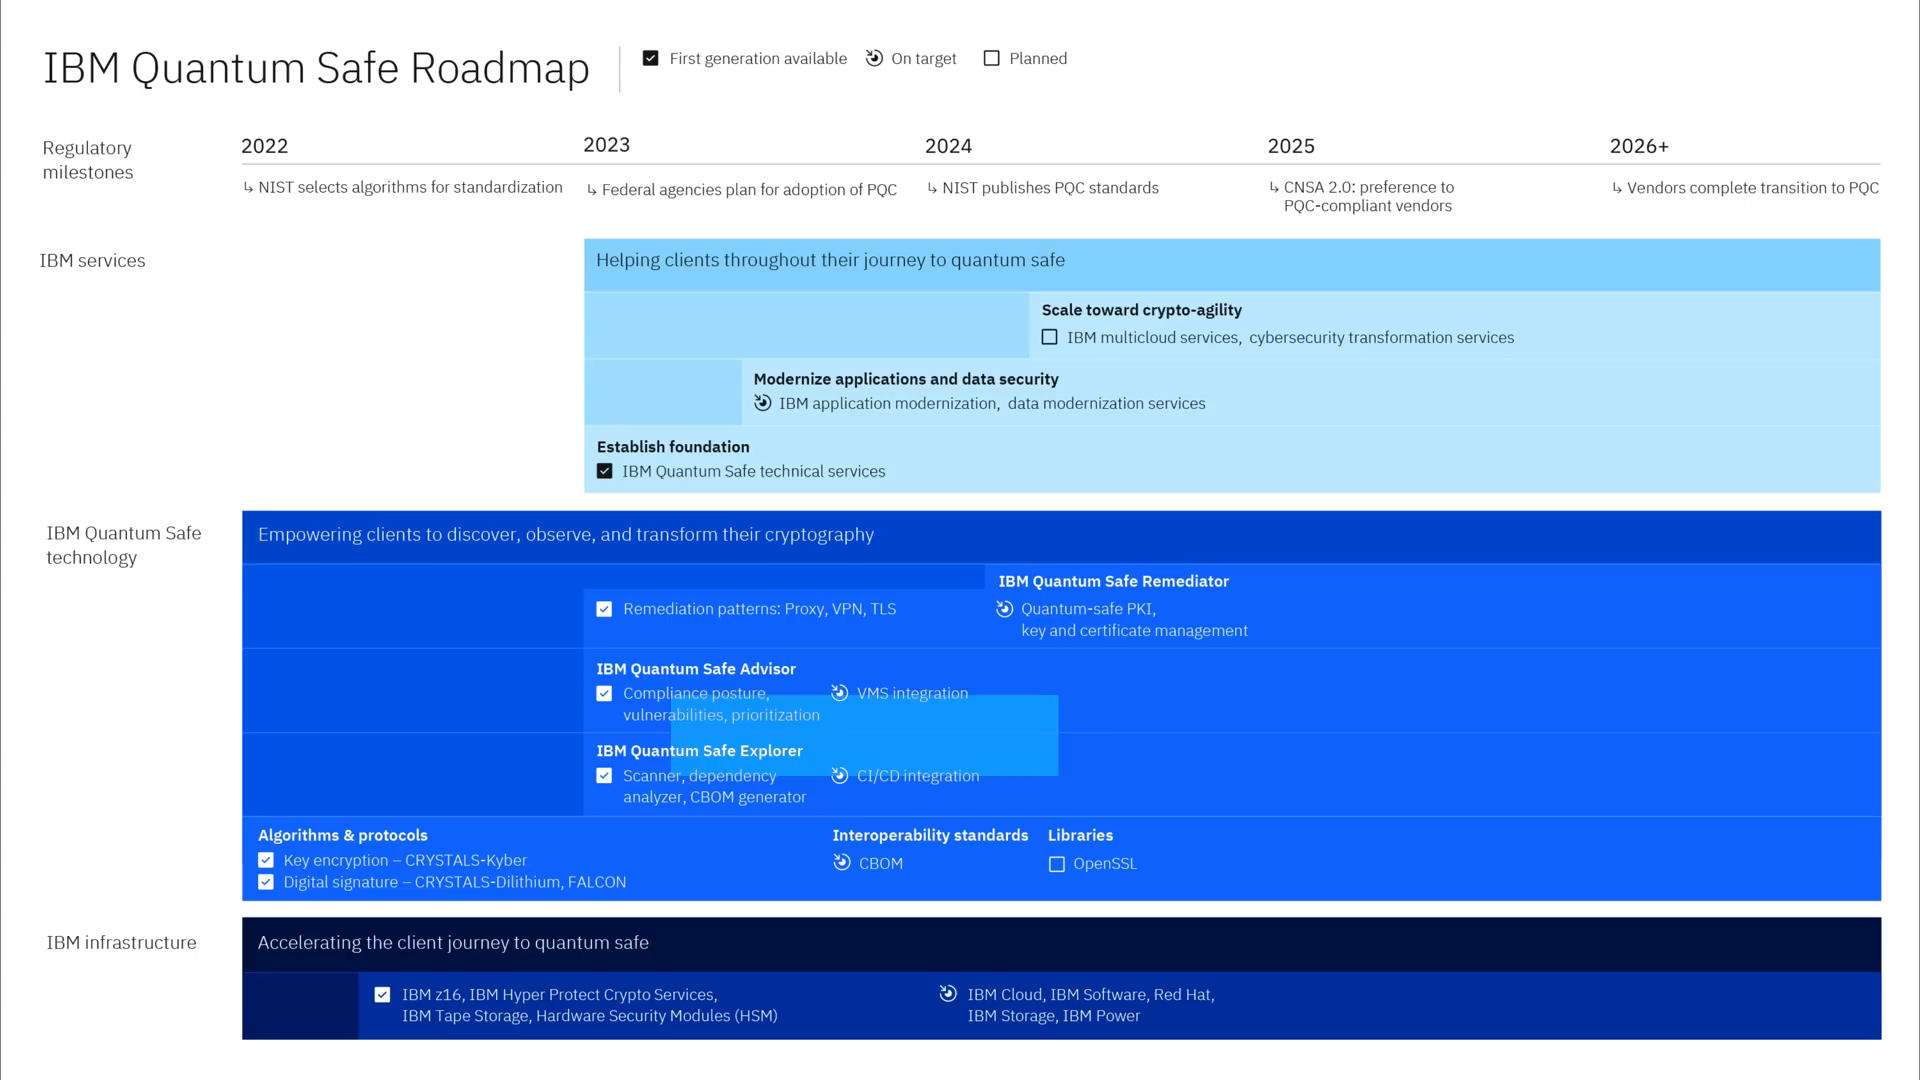 IBM Quantum Safe Roadmap
First generation available
On target
Planned
Regulatory
milestones
2022
2023
2024
2025
2026+
↳ NIST selects algorithms for standardization
↳ Federal agencies plan for adoption of PQC
↳ NIST publishes PQC standards
↳ CNSA 2.0: preference to
PQC-compliant vendors
↳ Vendors complete transition to PQC
IBM services
Helping clients throughout their journey to quantum safe
Scale toward crypto-agility
IBM multicloud services, cybersecurity transformation services
Modernize applications and data security
IBM application modernization, data modernization services
Establish foundation
IBM Quantum Safe technical services
IBM Quantum Safe
technology
Empowering clients to discover, observe, and transform their cryptography
Remediation patterns: Proxy, VPN, TLS
IBM Quantum Safe Remediator
Quantum-safe PKI,
key and certificate management
IBM Quantum Safe Advisor
Compliance posture,
vulnerabilities, prioritization
VMS integration
IBM Quantum Safe Explorer
Scanner, dependency
analyzer, CBOM generator
CI/CD integration
Algorithms & protocols
Key encryption – CRYSTALS-Kyber
Digital signature – CRYSTALS-Dilithium, FALCON
Interoperability standards
CBOM
Libraries
OpenSSL
IBM infrastructure
Accelerating the client journey to quantum safe
IBM z16, IBM Hyper Protect Crypto Services,
IBM Tape Storage, Hardware Security Modules (HSM)
IBM Cloud, IBM Software, Red Hat,
IBM Storage, IBM Power